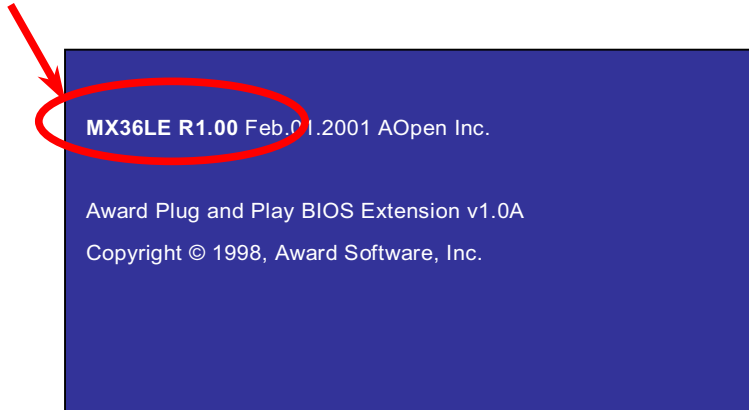 MX36LE R1.00 Feb.01.2001 AOpen Inc.
Award Plug and Play BIOS Extension v1.0A
Copyright © 1998, Award Software, Inc.